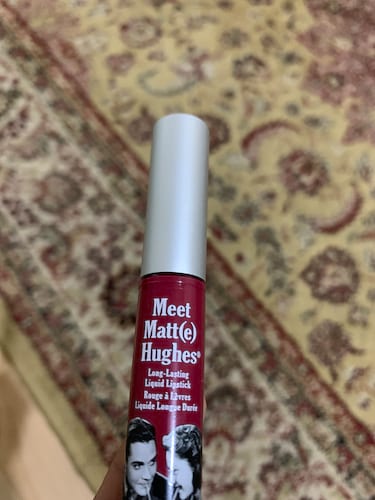 Meet
Matt(e)
Hughes®
Long-Lasting
Liquid Lipstick
Rouge à Lèvres
Liquide Longue Durée